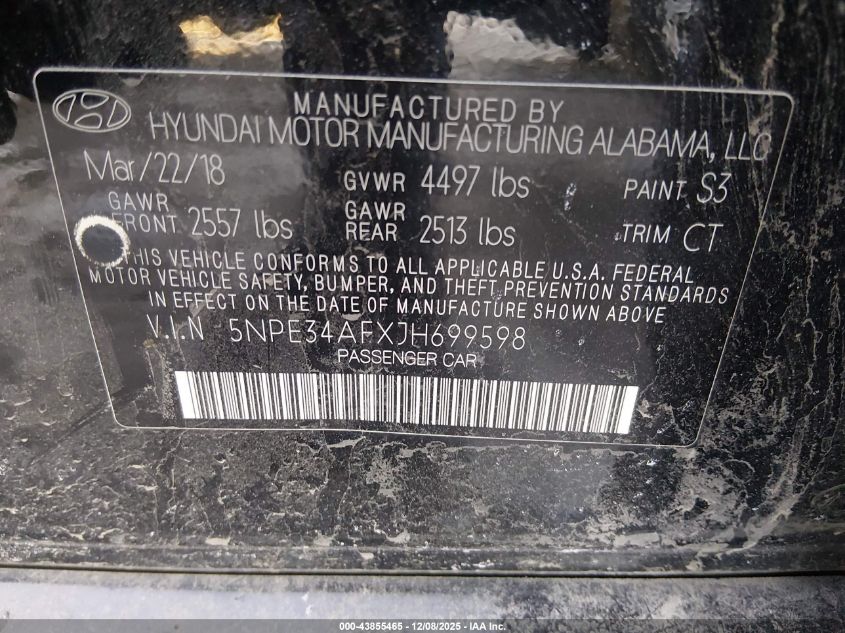 MANUFACTURED BY
HYUNDAI MOTOR MANUFACTURING ALABAMA, LLC
Mar/22/18 GVWR 4497 lbs PAINT S3
GAWR FRONT 2557 lbs GAWR REAR 2513 lbs TRIM CT
THIS VEHICLE CONFORMS TO ALL APPLICABLE U.S.A. FEDERAL
MOTOR VEHICLE SAFETY, BUMPER, AND THEFT PREVENTION STANDARDS
IN EFFECT ON THE DATE OF MANUFACTURE SHOWN ABOVE
V.I.N 5NPE34AFXJH699598
PASSENGER CAR
000-43855465 - 12/08/2025 - IAA Inc.